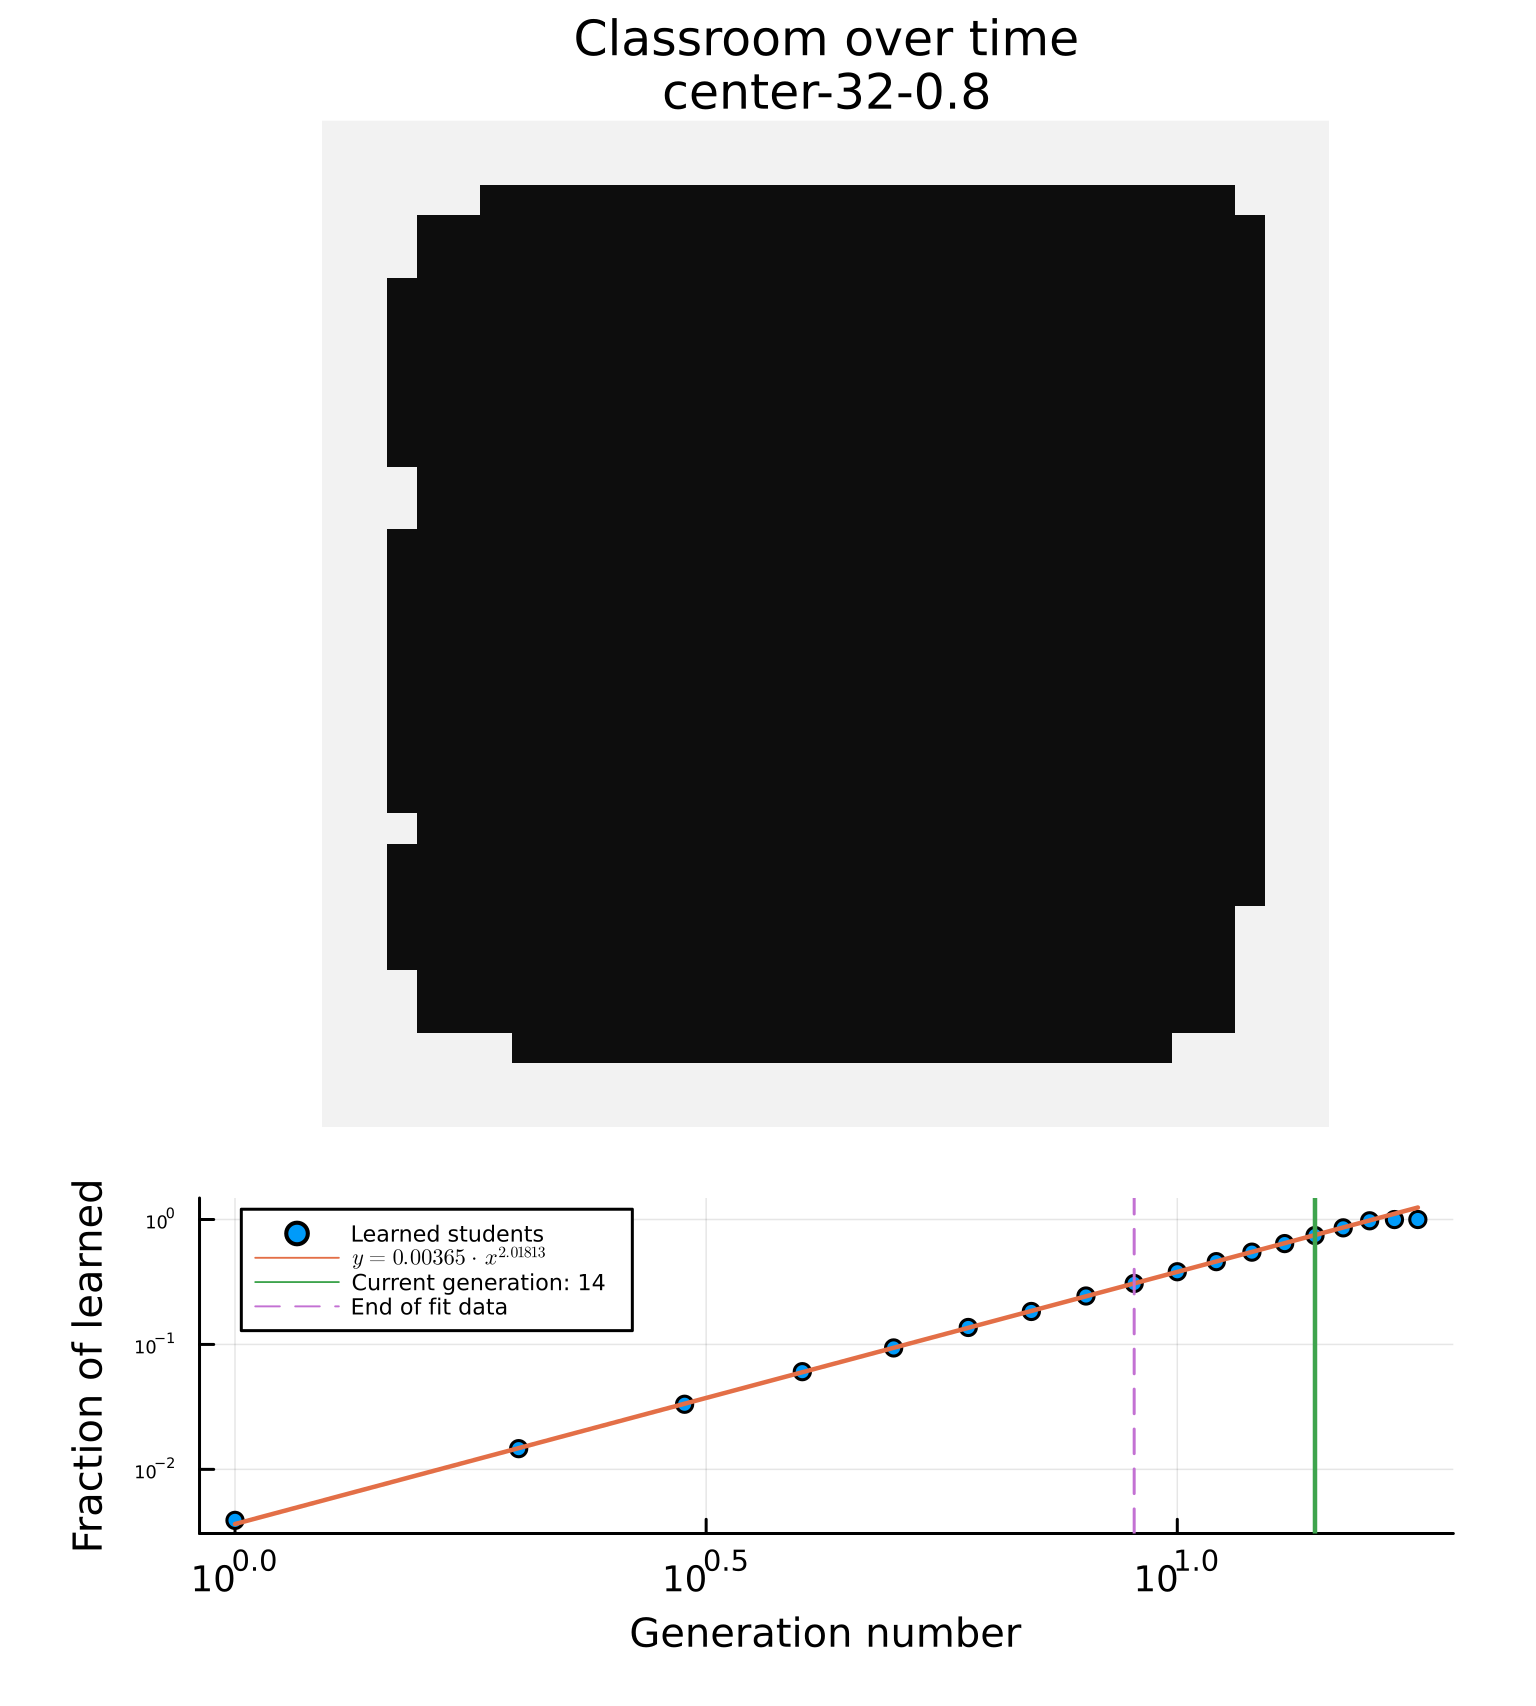 Classroom over time
center-32-0.8
Fraction of learned
10^0
10^-1
10^-2
Learned students
y = 0.00365 · x^2.01813
Current generation: 14
End of fit data
10^0.0 10^0.5 10^1.0
Generation number